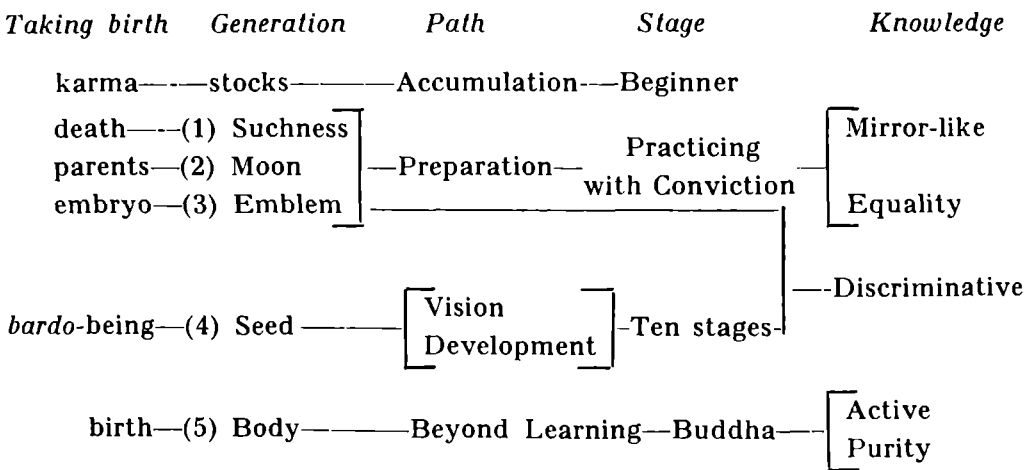 Taking birth Generation Path Stage Knowledge
karma stocks Accumulation Beginner
death (1) Suchness Mirror-like
parents (2) Moon Preparation Practicing with Conviction
embryo (3) Emblem Equality
Discriminative
bardo-being (4) Seed Vision Development Ten stages
birth (5) Body Beyond Learning Buddha Active Purity